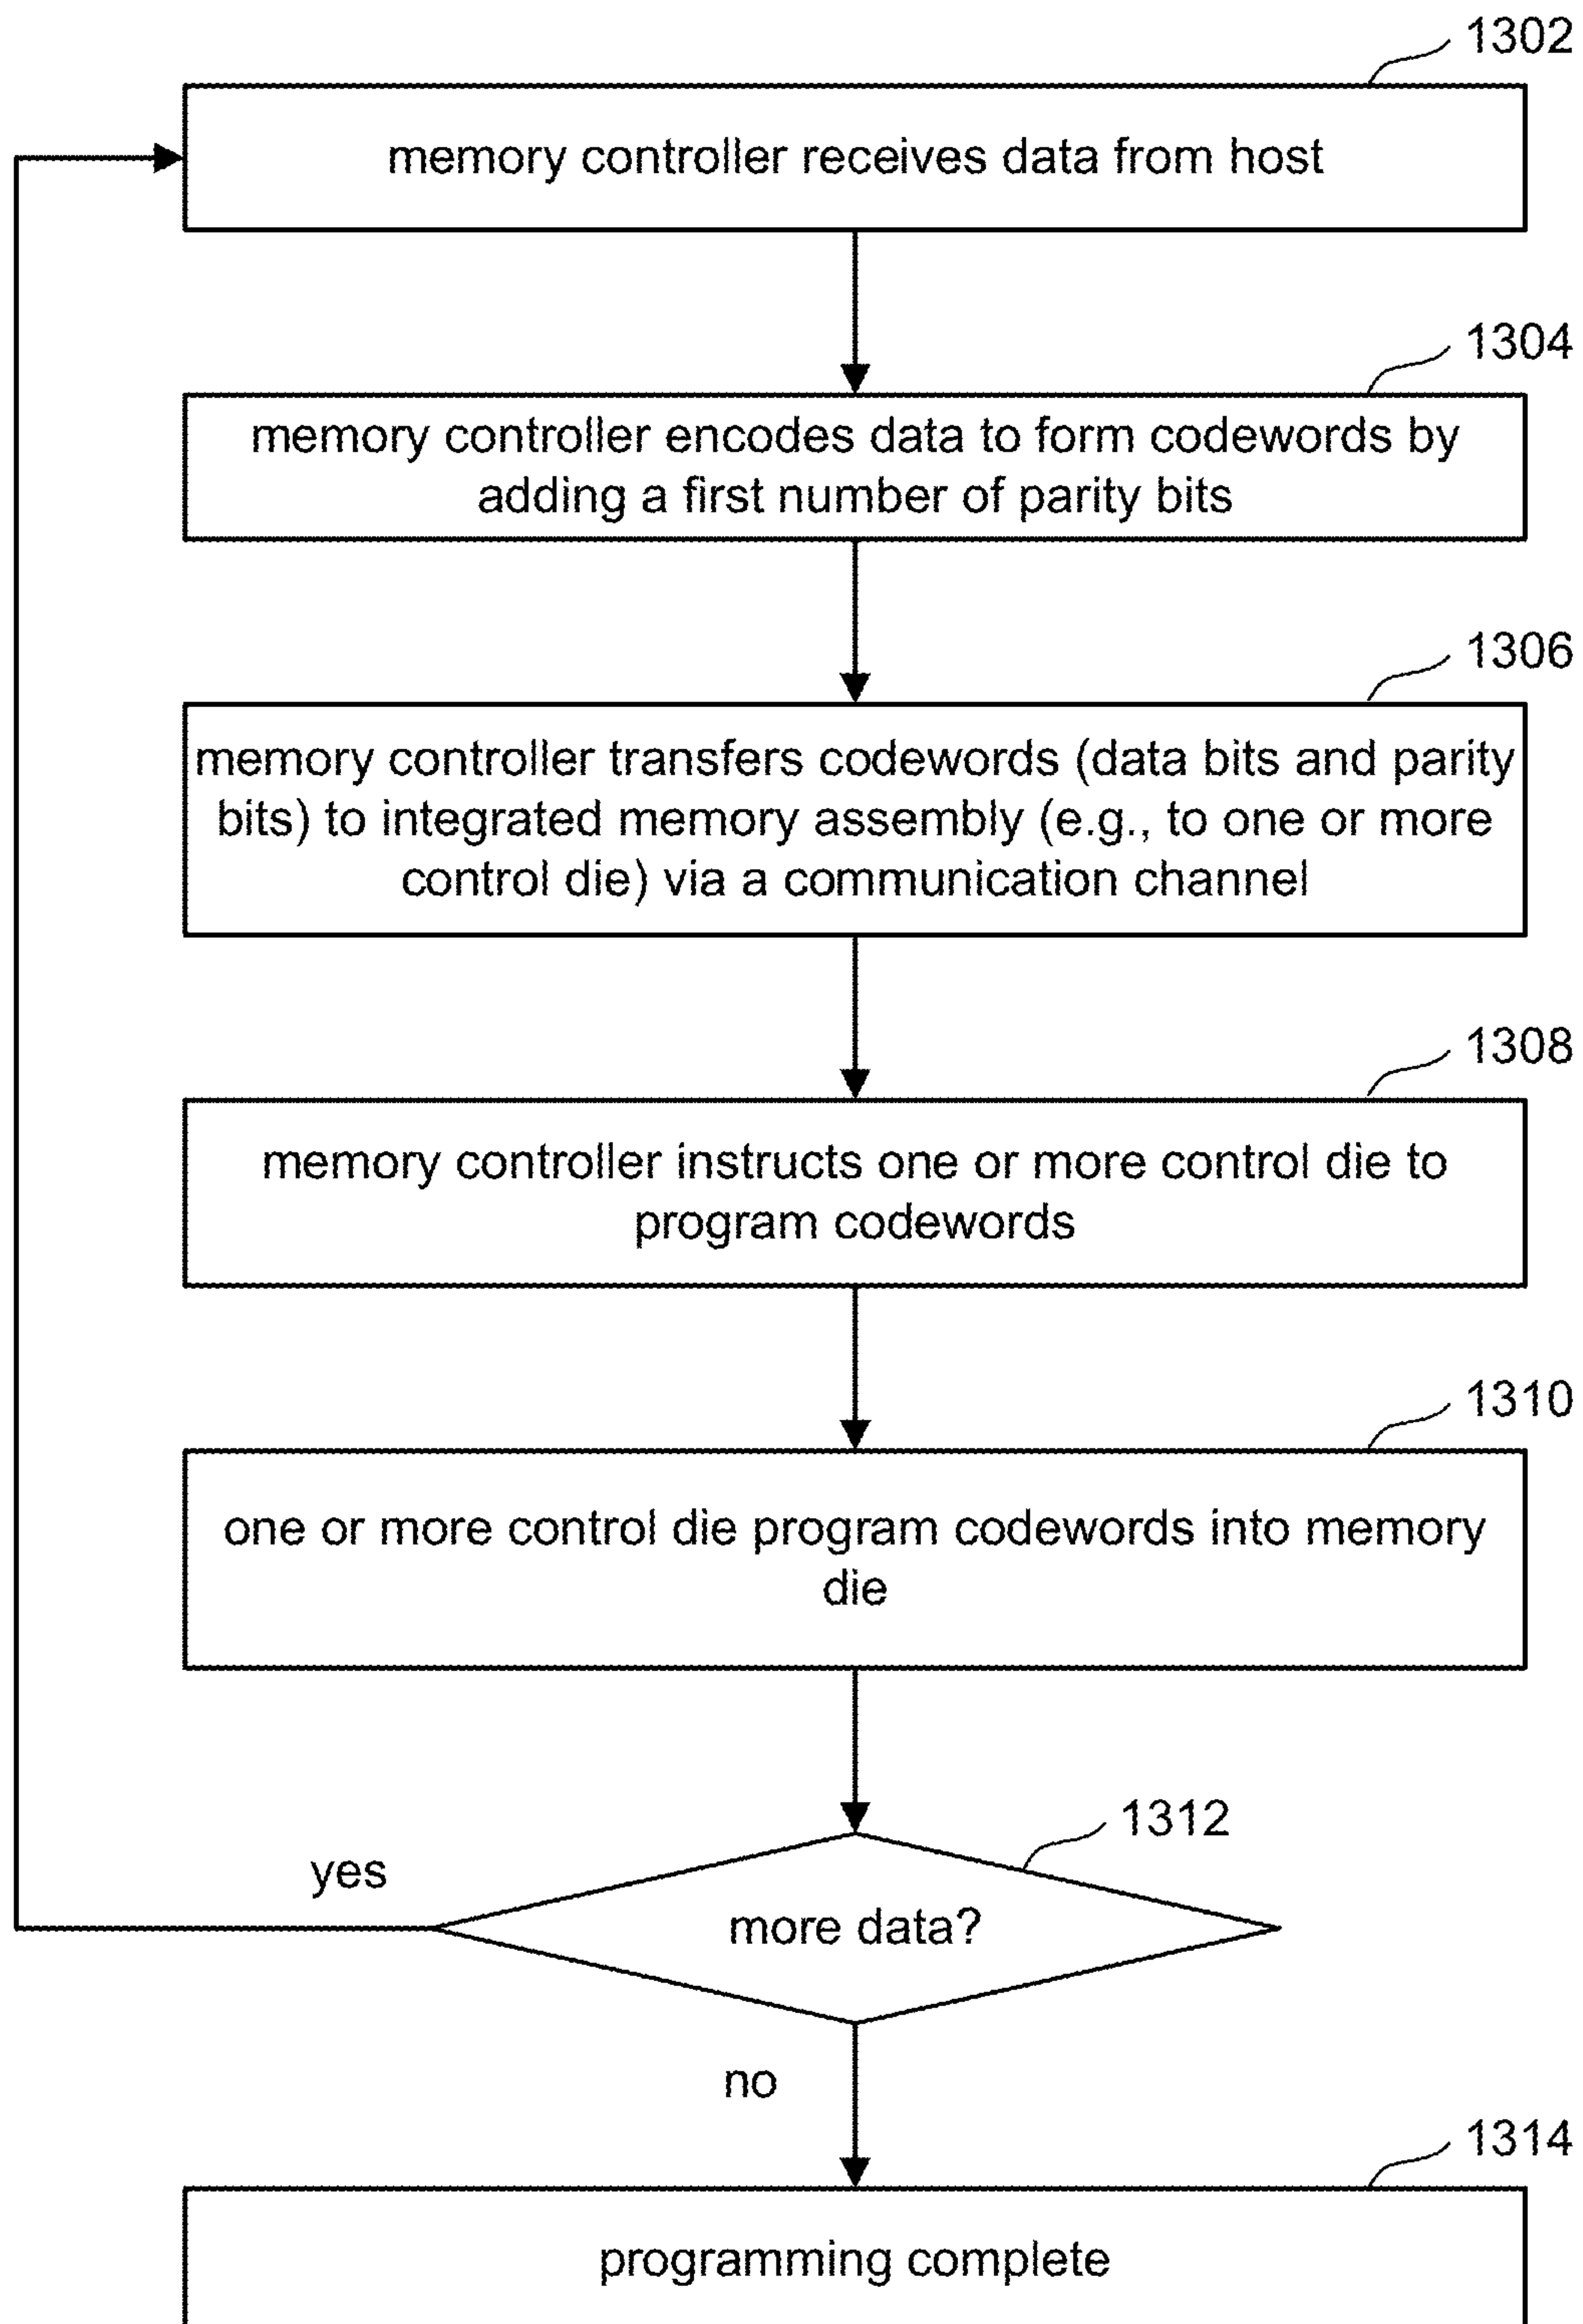 1302
memory controller receives data from host
1304
memory controller encodes data to form codewords by
adding a first number of parity bits
1306
memory controller transfers codewords (data bits and parity
bits) to integrated memory assembly (e.g., to one or more
control die) via a communication channel
1308
memory controller instructs one or more control die to
program codewords
1310
one or more control die program codewords into memory
die
1312
yes
more data?
no
1314
programming complete